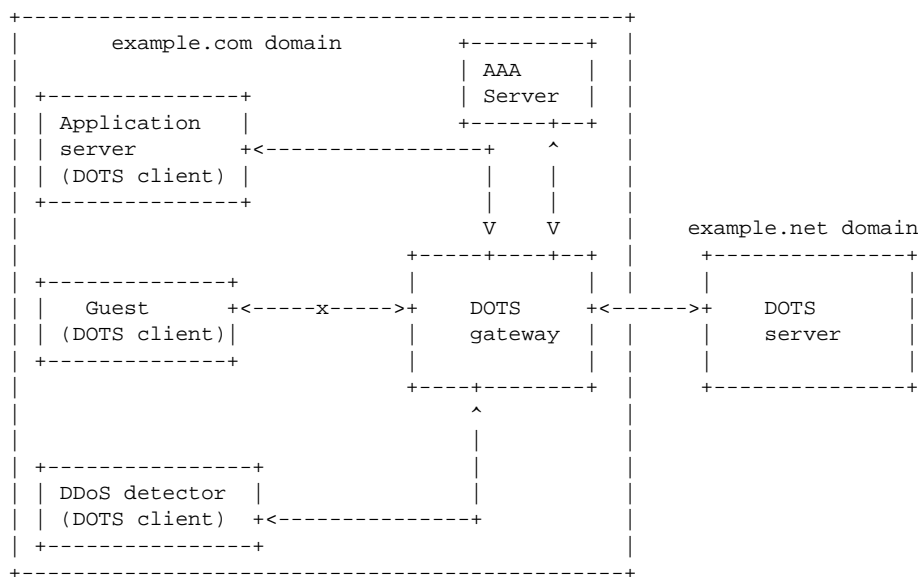 example.com domain
AAA
Server
Application
server
(DOTS client)
example.net domain
Guest
(DOTS client)
x
DOTS
gateway
DOTS
server
DDoS detector
(DOTS client)